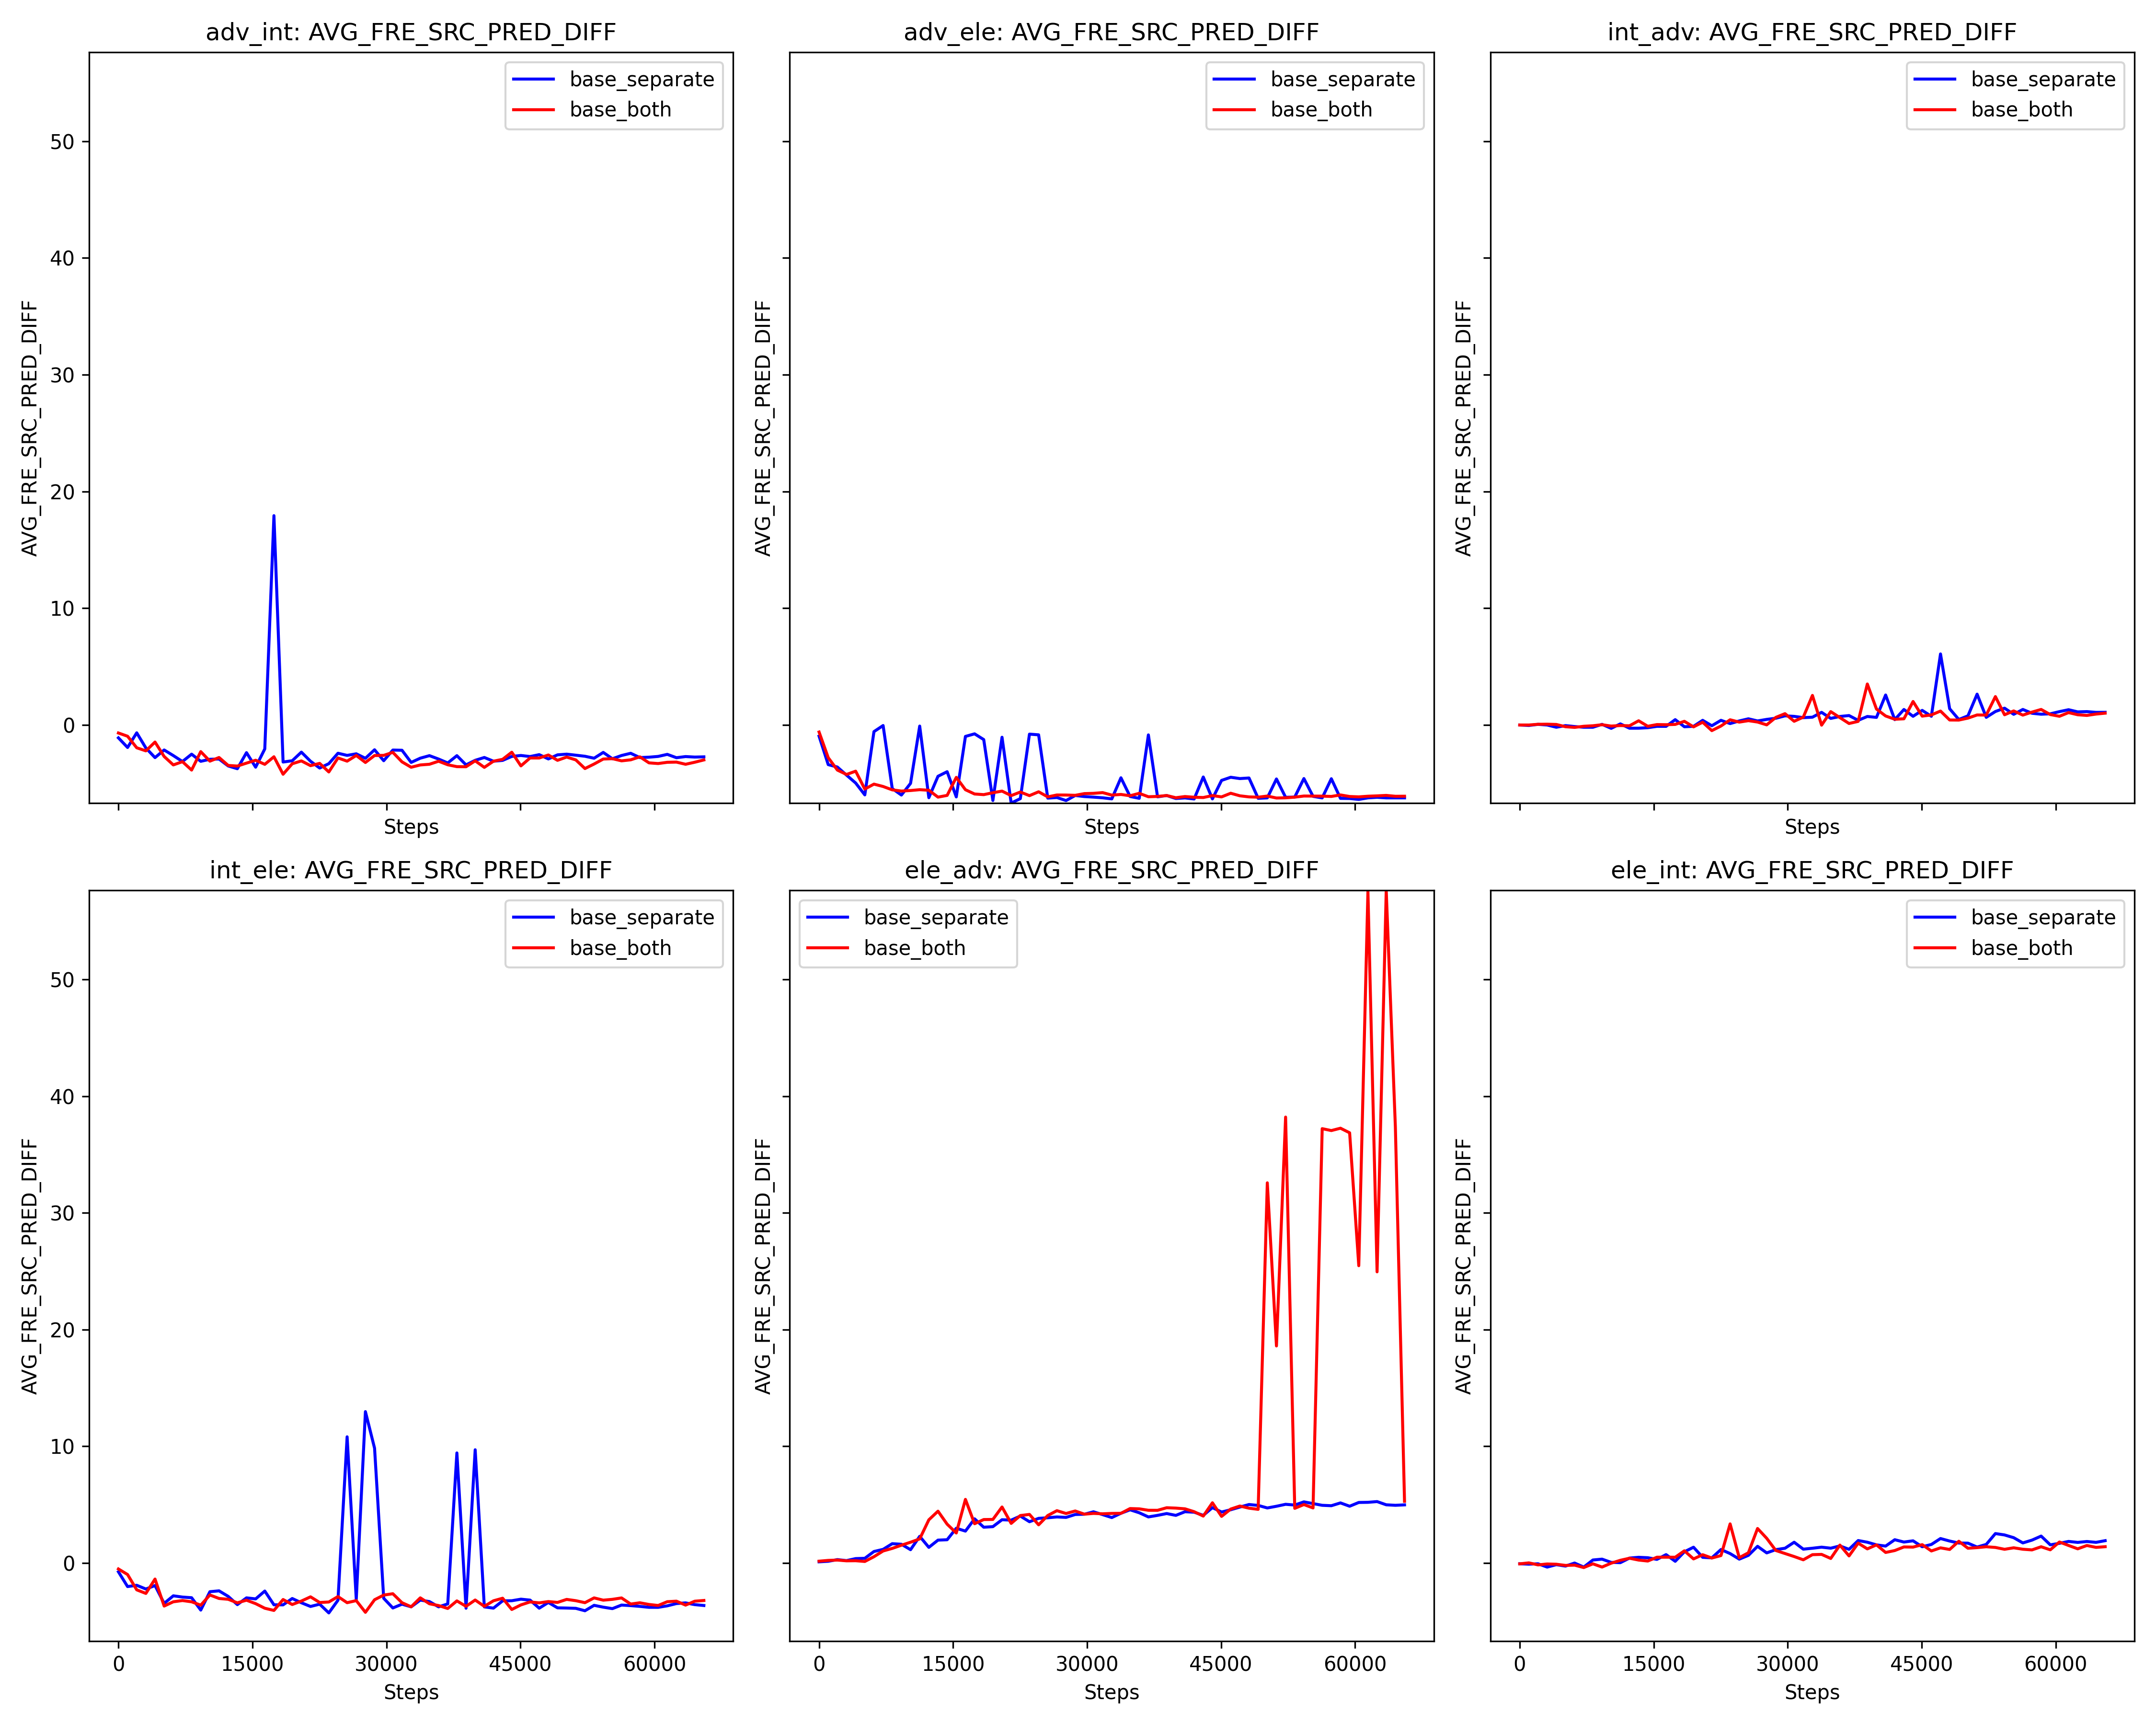 adv_int: AVG_FRE_SRC_PRED_DIFF
base_separate
base_both
AVG_FRE_SRC_PRED_DIFF
50
40
30
20
10
0
Steps
adv_ele: AVG_FRE_SRC_PRED_DIFF
base_separate
base_both
AVG_FRE_SRC_PRED_DIFF
Steps
int_adv: AVG_FRE_SRC_PRED_DIFF
base_separate
base_both
AVG_FRE_SRC_PRED_DIFF
Steps
int_ele: AVG_FRE_SRC_PRED_DIFF
base_separate
base_both
AVG_FRE_SRC_PRED_DIFF
50
40
30
20
10
0
0 15000 30000 45000 60000
Steps
ele_adv: AVG_FRE_SRC_PRED_DIFF
base_separate
base_both
AVG_FRE_SRC_PRED_DIFF
0 15000 30000 45000 60000
Steps
ele_int: AVG_FRE_SRC_PRED_DIFF
base_separate
base_both
AVG_FRE_SRC_PRED_DIFF
0 15000 30000 45000 60000
Steps